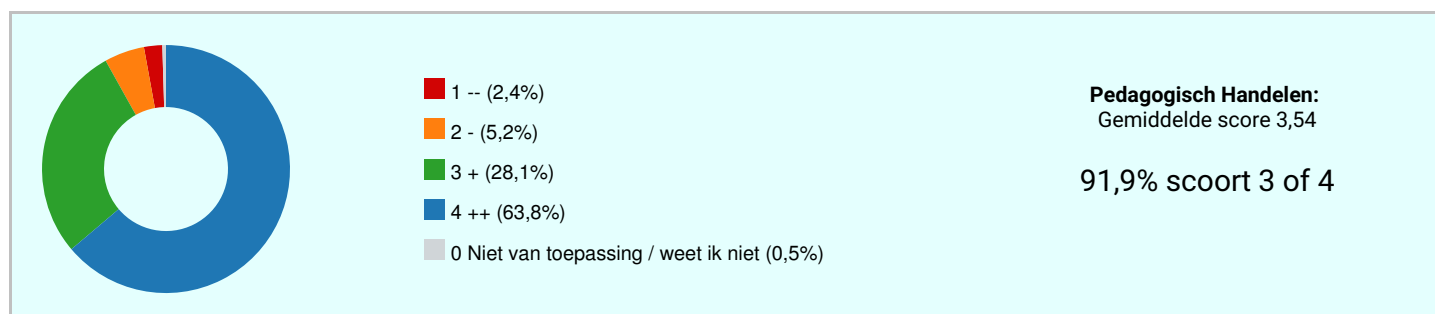 1 -- (2,4%)
2 - (5,2%)
3 + (28,1%)
4 ++ (63,8%)
0 Niet van toepassing / weet ik niet (0,5%)
Pedagogisch Handelen:
Gemiddelde score 3,54
91,9% scoort 3 of 4